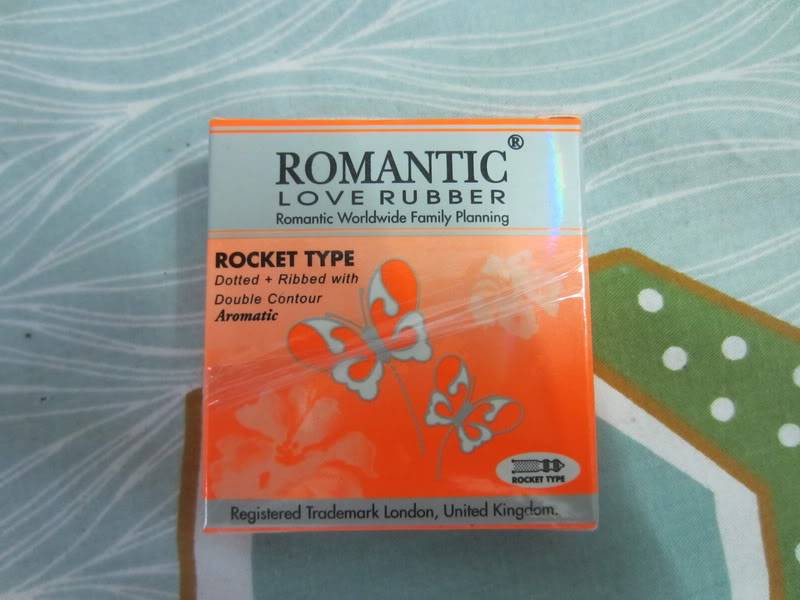 ROMANTIC®
LOVE RUBBER
Romantic Worldwide Family Planning
ROCKET TYPE
Dotted + Ribbed with
Double Contour
Aromatic
ROCKET TYPE
Registered Trademark London, United Kingdom.